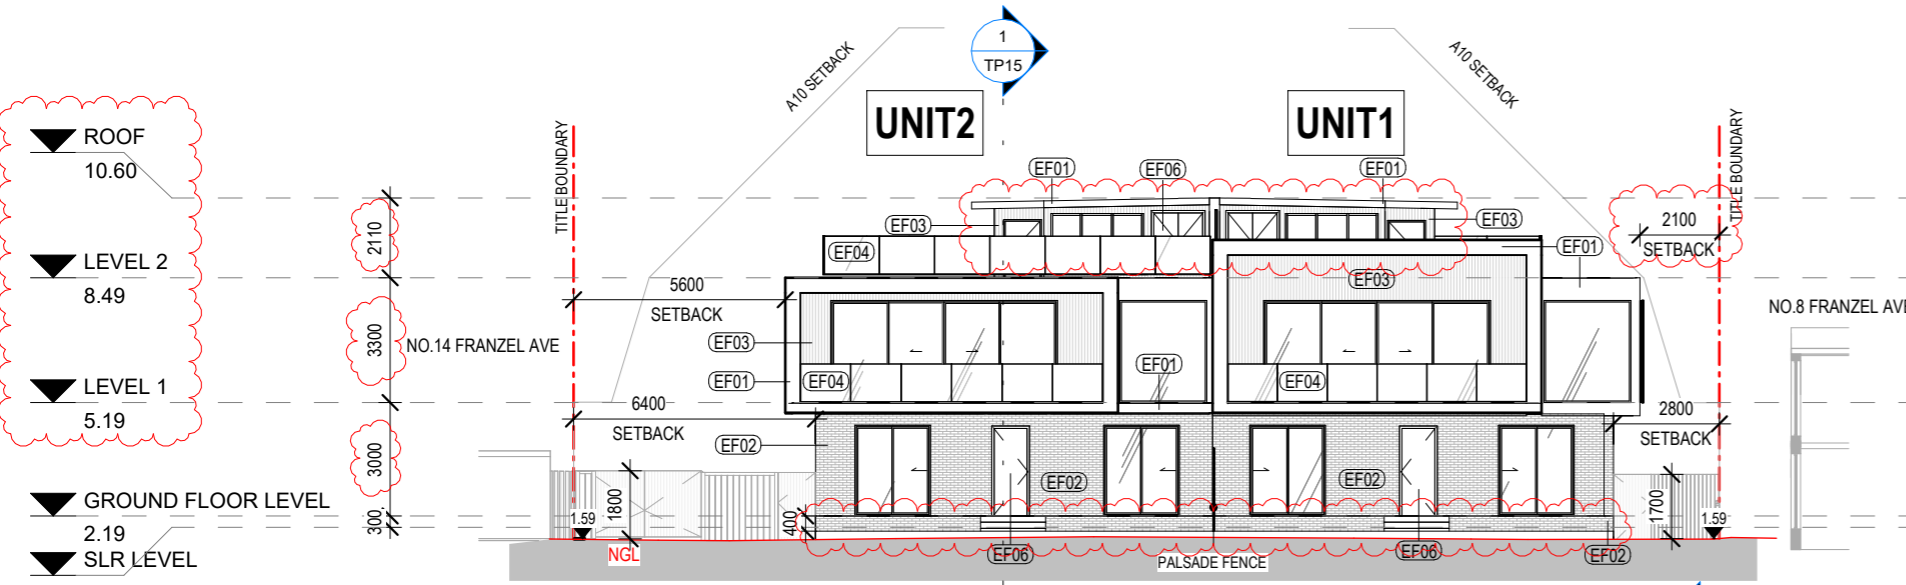 1
TP15
A10 SETBACK
A10 SETBACK
UNIT2
UNIT1
TITLE BOUNDARY
TITLE BOUNDARY
ROOF
10.60
LEVEL 2
8.49
LEVEL 1
5.19
GROUND FLOOR LEVEL
2.19
SLR LEVEL
2110
3300
3000
300
NO.14 FRANZEL AVE
NO.8 FRANZEL AVE
EF01
EF06
EF01
EF03
EF03
EF04
EF01
2100
SETBACK
5600
SETBACK
EF03
EF03
EF01
EF04
EF01
EF04
6400
SETBACK
2800
SETBACK
EF02
EF02
EF02
1800
400
1700
1.59
1.59
NGL
EF06
EF06
EF02
PALSADE FENCE